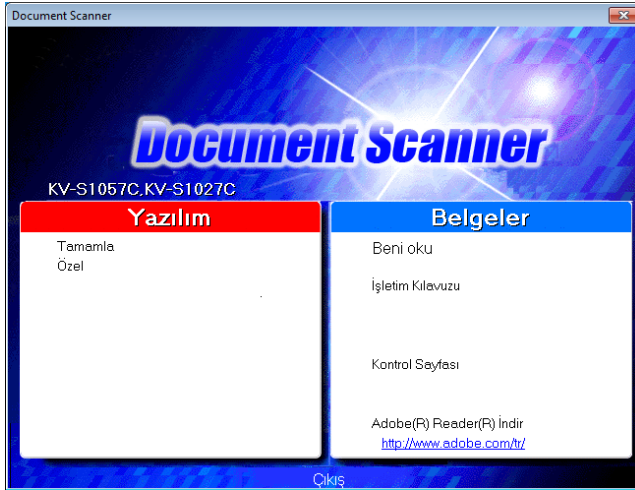 Document Scanner
Document Scanner
KV-S1057C,KV-S1027C
Yazılım
Tamamla
Özel
Belgeler
Beni oku
İşletim Kılavuzu
Kontrol Sayfası
Adobe(R) Reader(R) İndir
http://www.adobe.com/tr/
Çıkış